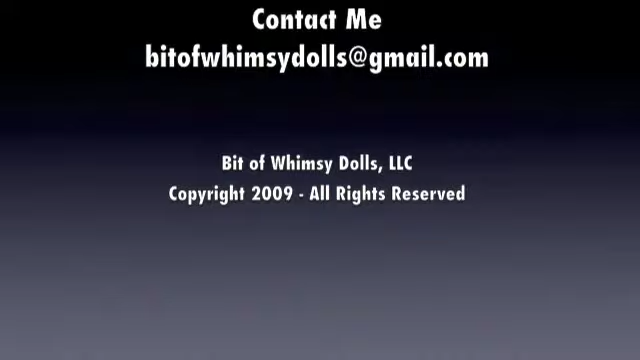 Contact Me
bitofwhimsydolls@gmail.com
Bit of Whimsy Dolls, LLC
Copyright 2009 - All Rights Reserved